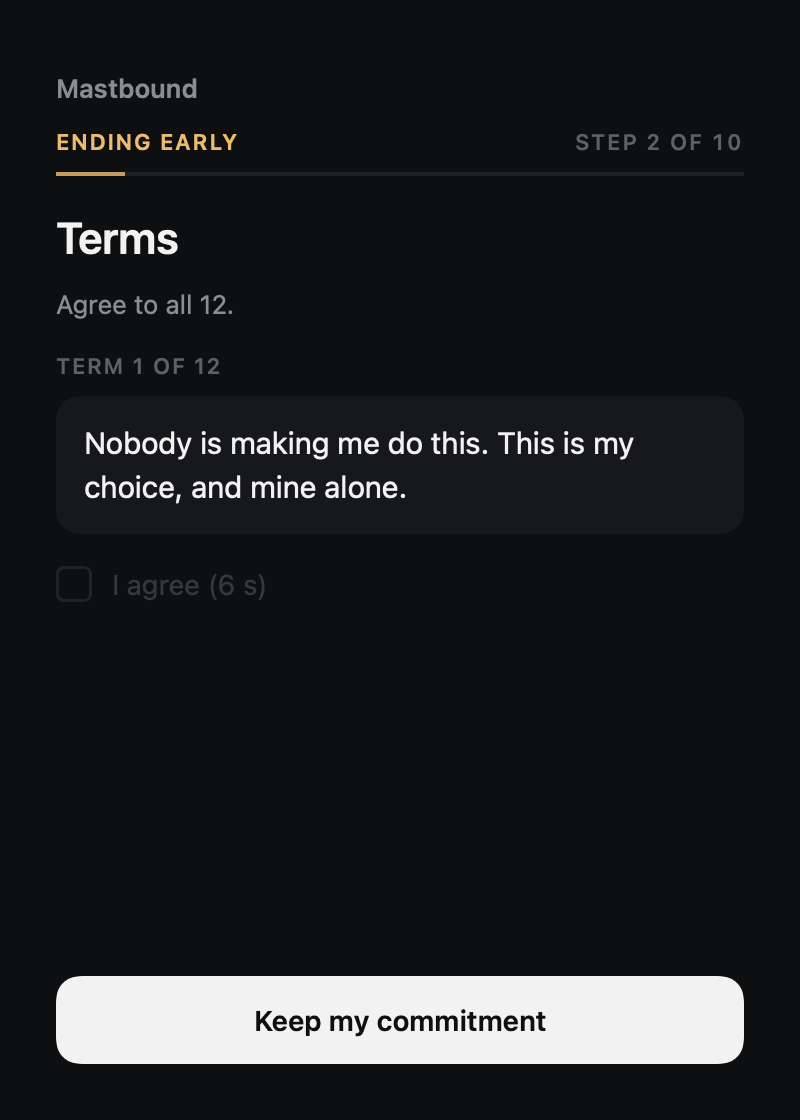 Mastbound
ENDING EARLY
STEP 2 OF 10
Terms
Agree to all 12.
TERM 1 OF 12
Nobody is making me do this. This is my
choice, and mine alone.
I agree (6 s)
Keep my commitment